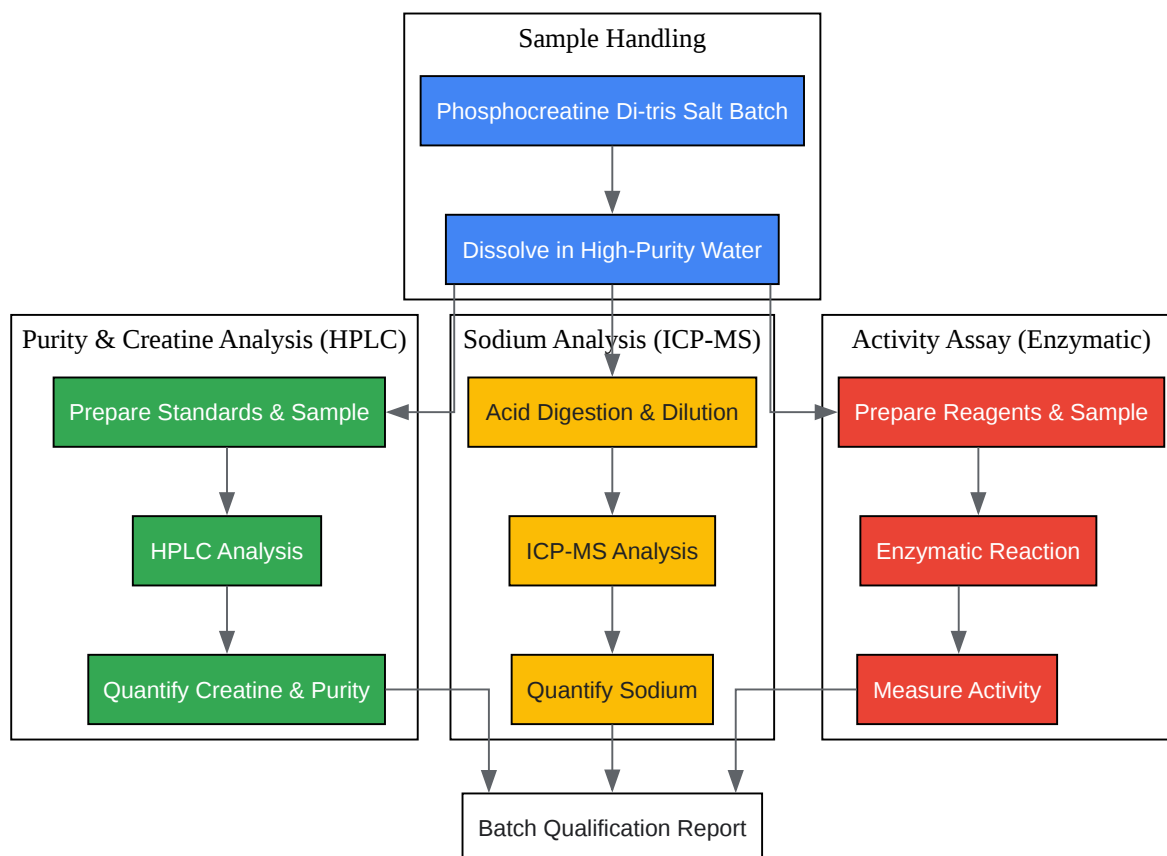 Sample Handling
Phosphocreatine Di-tris Salt Batch
Dissolve in High-Purity Water
Purity & Creatine Analysis (HPLC)
Prepare Standards & Sample
HPLC Analysis
Quantify Creatine & Purity
Sodium Analysis (ICP-MS)
Acid Digestion & Dilution
ICP-MS Analysis
Quantify Sodium
Activity Assay (Enzymatic)
Prepare Reagents & Sample
Enzymatic Reaction
Measure Activity
Batch Qualification Report